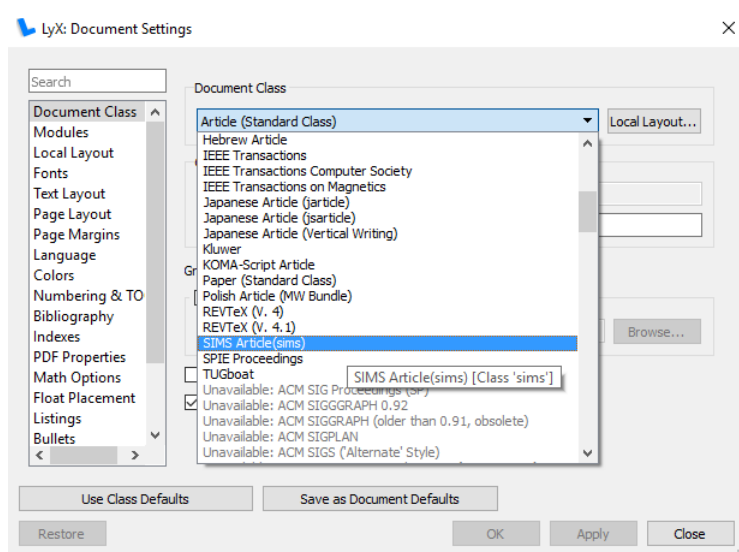 LyX: Document Settings
Search
Document Class
Modules
Local Layout
Fonts
Text Layout
Page Layout
Page Margins
Language
Colors
Numbering & TO
Bibliography
Indexes
PDF Properties
Math Options
Float Placement
Listings
Bullets
Document Class
Article (Standard Class)
Local Layout...
Hebrew Article
IEEE Transactions
IEEE Transactions Computer Society
IEEE Transactions on Magnetics
Japanese Article (jarticle)
Japanese Article (jsarticle)
Japanese Article (Vertical Writing)
Kluwer
KOMA-Script Article
Paper (Standard Class)
Polish Article (MW Bundle)
REVTeX (V. 4)
REVTeX (V. 4.1)
SIMS Article(sims)
SPIE Proceedings
TUGboat
SIMS Article(sims) [Class 'sims']
Unavailable: ACM SIG Proceedings (SP)
Unavailable: ACM SIGGGRAPH 0.92
Unavailable: ACM SIGGRAPH (older than 0.91, obsolete)
Unavailable: ACM SIGPLAN
Unavailable: ACM SIGS ('Alternate' Style)
Gr
Browse...
Use Class Defaults
Save as Document Defaults
Restore
OK
Apply
Close